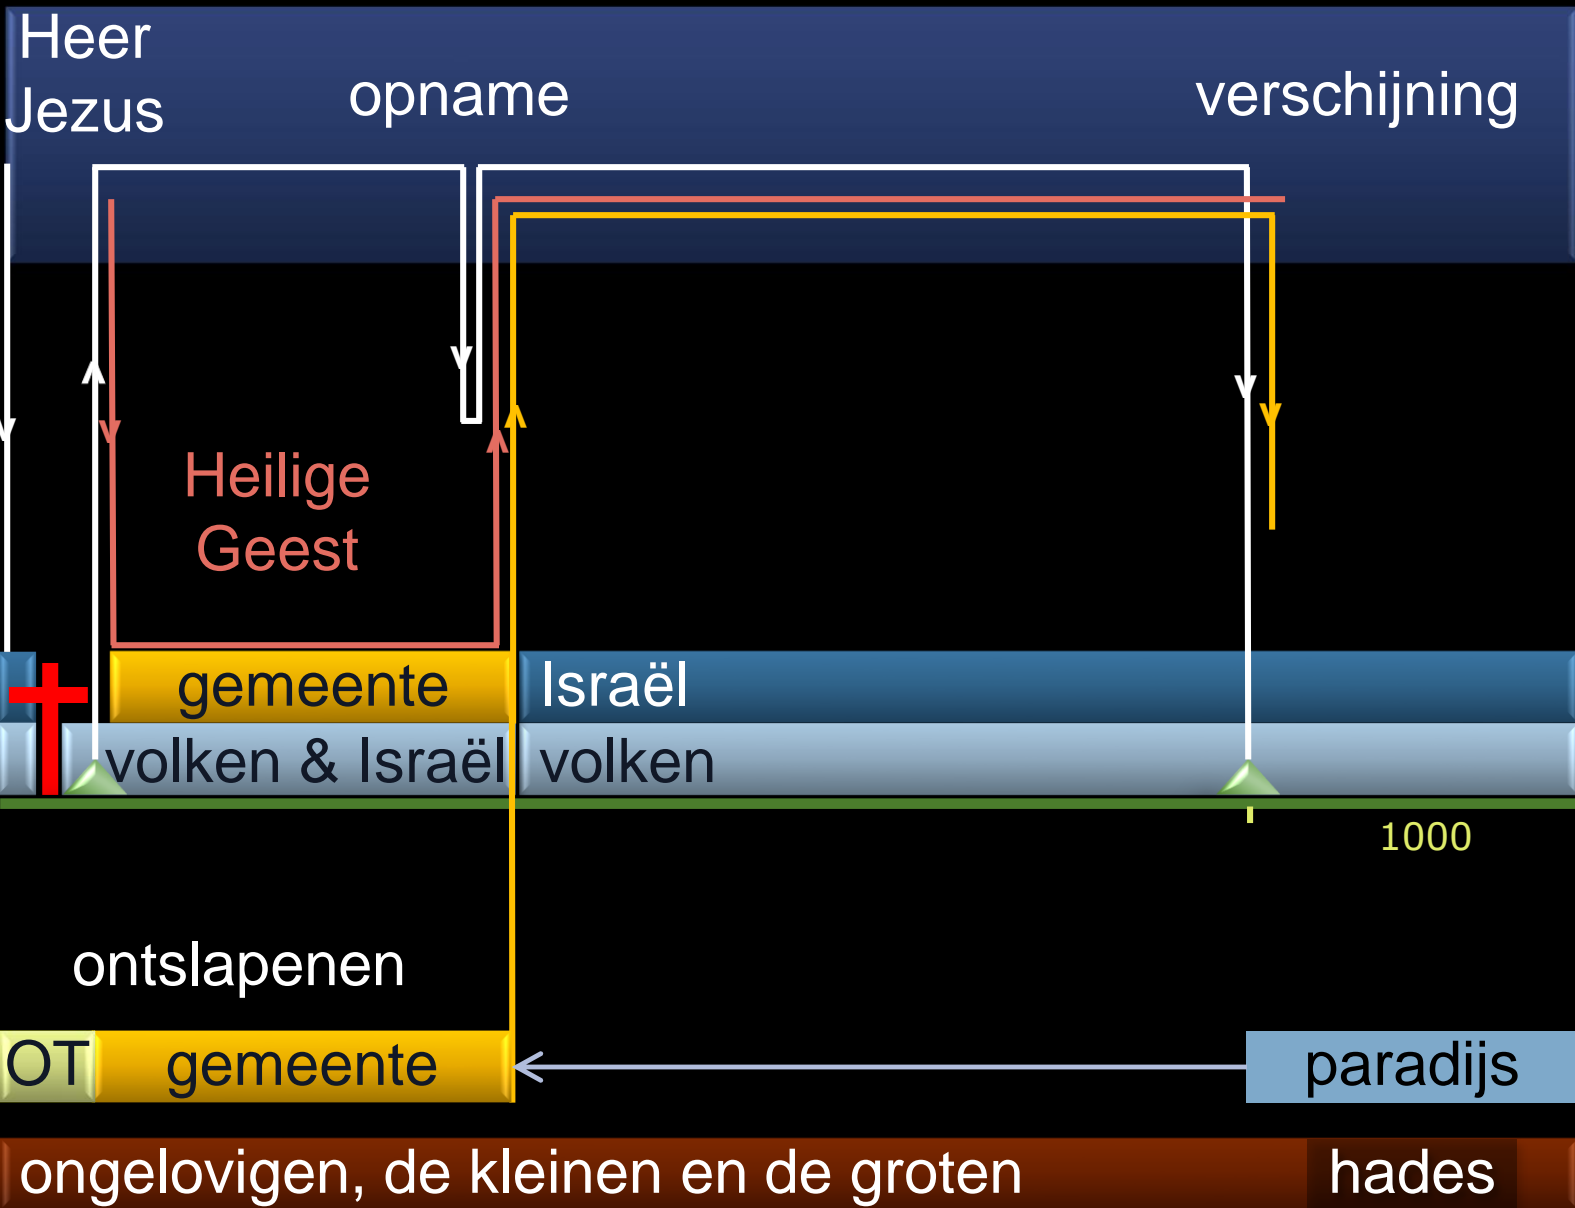 Heer
Jezus
opname
verschijning
Heilige
Geest
gemeente
Israël
volken & Israël
volken
1000
ontslapenen
OT
gemeente
paradijs
ongelovigen, de kleinen en de groten
hades